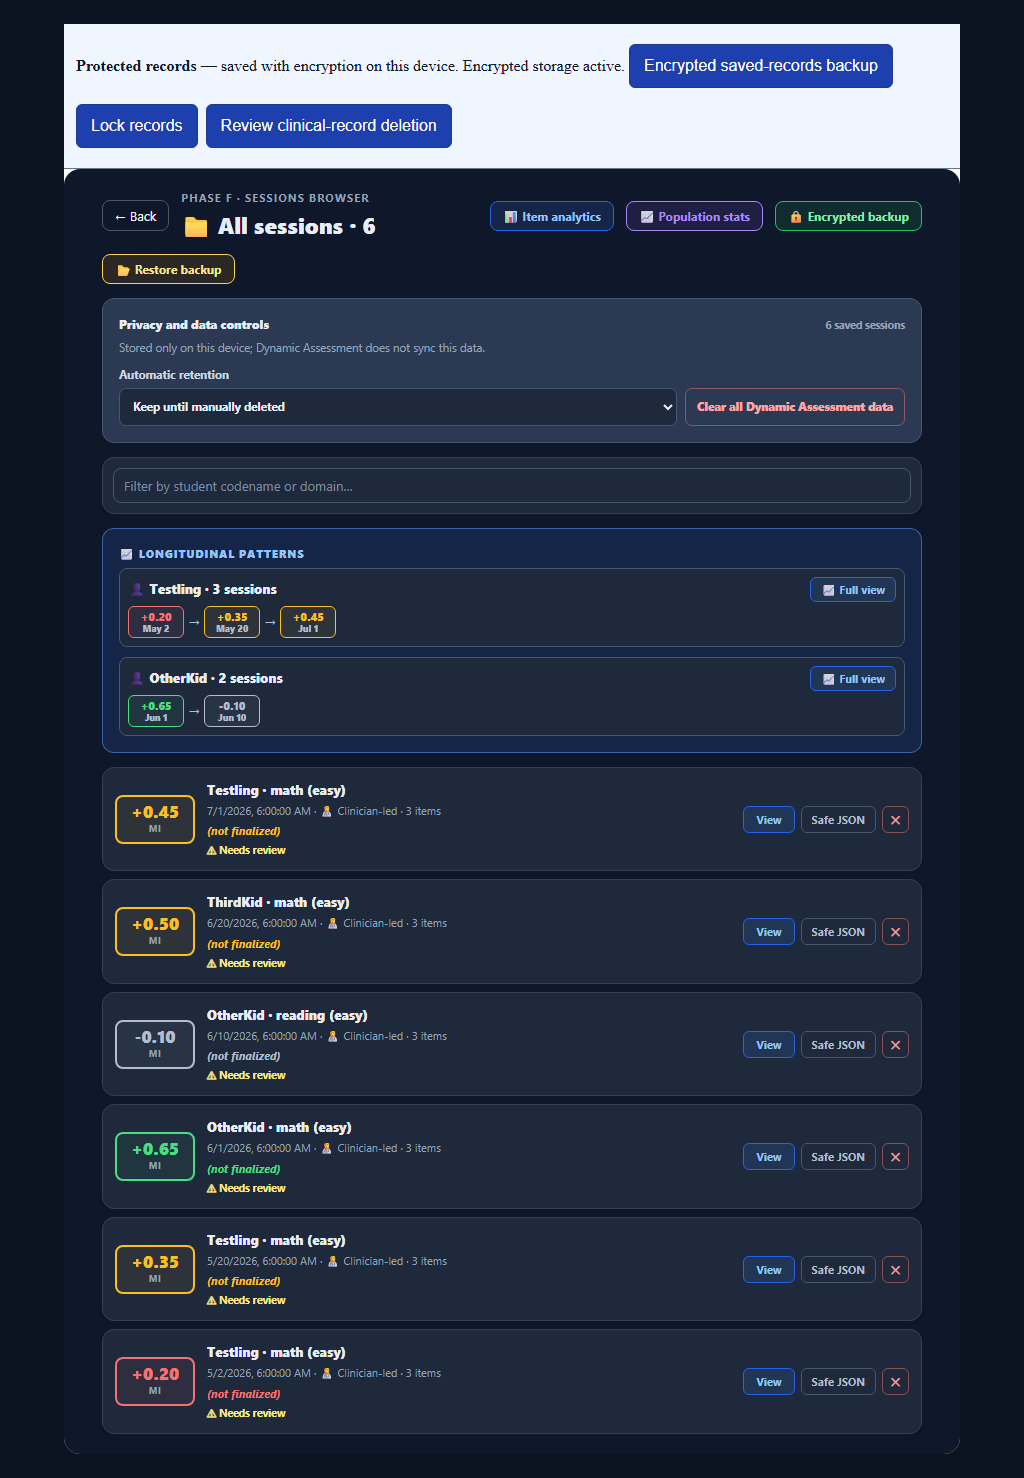 Protected records — saved with encryption on this device. Encrypted storage active. Encrypted saved-records backup
Lock records Review clinical-record deletion
PHASE F · SESSIONS BROWSER
← Back All sessions · 6 Item analytics Population stats Encrypted backup
Restore backup
Privacy and data controls 6 saved sessions
Stored only on this device; Dynamic Assessment does not sync this data.
Automatic retention
Keep until manually deleted Clear all Dynamic Assessment data
Filter by student codename or domain...
LONGITUDINAL PATTERNS
Testling · 3 sessions Full view
+0.20 → +0.35 → +0.45
May 2 May 20 Jul 1
OtherKid · 2 sessions Full view
+0.65 → -0.10
Jun 1 Jun 10
Testling · math (easy)
+0.45 MI
7/1/2026, 6:00:00 AM · Clinician-led · 3 items
(not finalized)
Needs review
View Safe JSON ✕
ThirdKid · math (easy)
+0.50 MI
6/20/2026, 6:00:00 AM · Clinician-led · 3 items
(not finalized)
Needs review
View Safe JSON ✕
OtherKid · reading (easy)
-0.10 MI
6/10/2026, 6:00:00 AM · Clinician-led · 3 items
(not finalized)
Needs review
View Safe JSON ✕
OtherKid · math (easy)
+0.65 MI
6/1/2026, 6:00:00 AM · Clinician-led · 3 items
(not finalized)
Needs review
View Safe JSON ✕
Testling · math (easy)
+0.35 MI
5/20/2026, 6:00:00 AM · Clinician-led · 3 items
(not finalized)
Needs review
View Safe JSON ✕
Testling · math (easy)
+0.20 MI
5/2/2026, 6:00:00 AM · Clinician-led · 3 items
(not finalized)
Needs review
View Safe JSON ✕